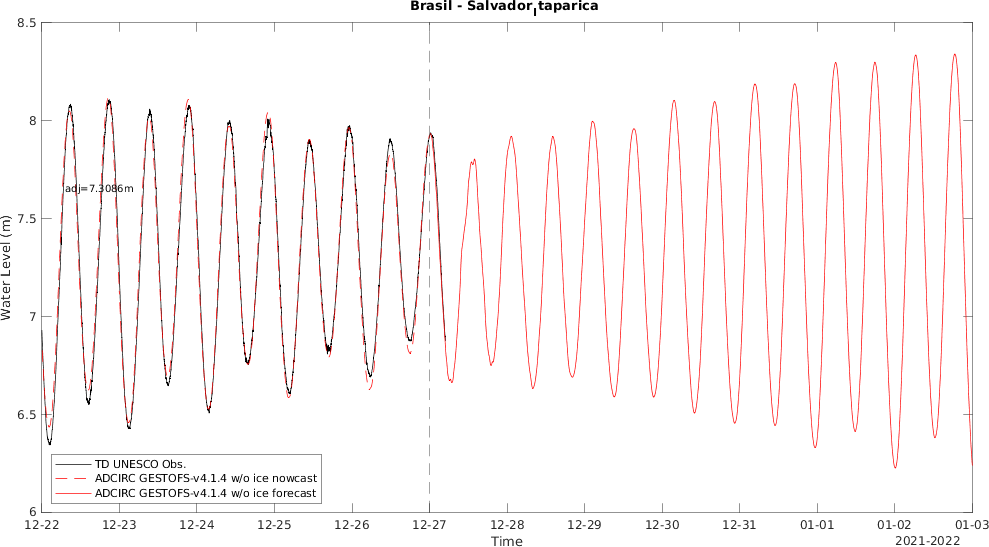 Brasil - Salvador,taparica
8.5
8
7.5
7
6.5
6
Water Level (m)
adj=7.3086m
TD UNESCO Obs.
ADCIRC GESTOFS-v4.1.4 w/o ice nowcast
ADCIRC GESTOFS-v4.1.4 w/o ice forecast
12-22 12-23 12-24 12-25 12-26 12-27 12-28 12-29 12-30 12-31 01-01 01-02 01-03
Time
2021-2022